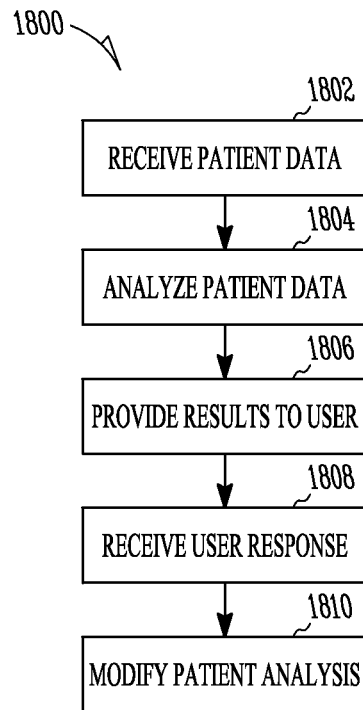 1800
1802
RECEIVE PATIENT DATA
1804
ANALYZE PATIENT DATA
1806
PROVIDE RESULTS TO USER
1808
RECEIVE USER RESPONSE
1810
MODIFY PATIENT ANALYSIS